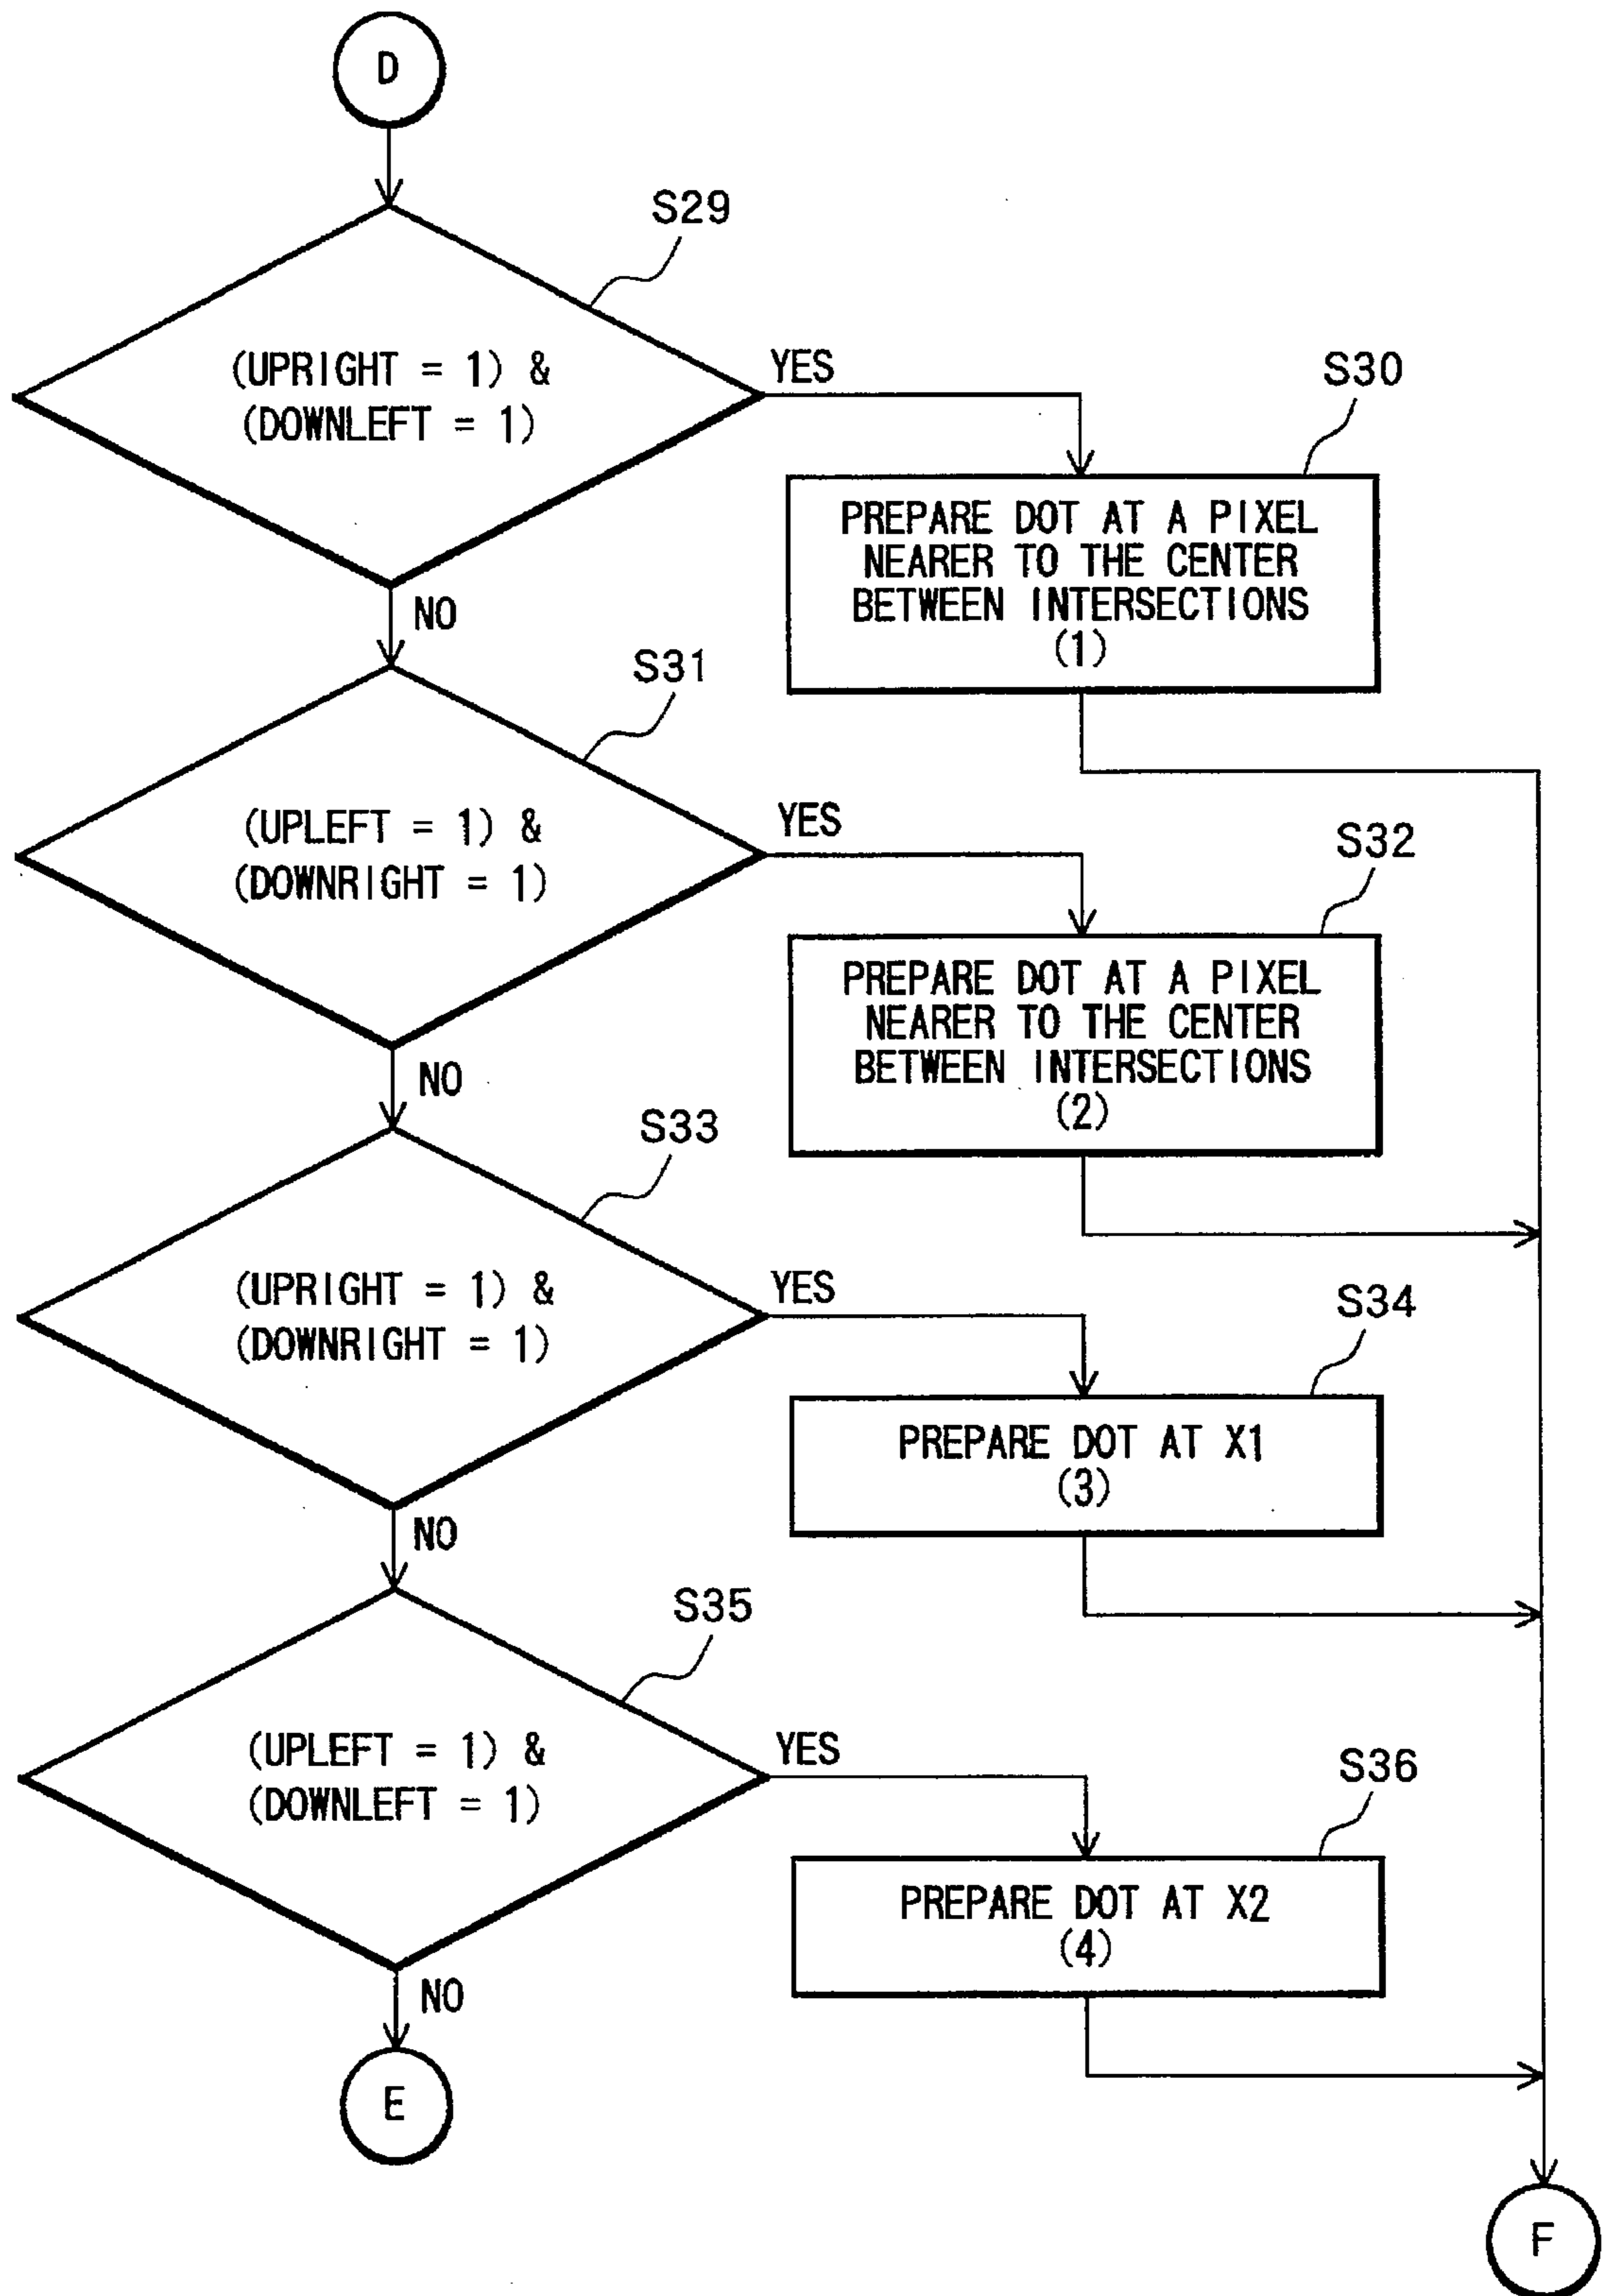 D
S29
(UPRIGHT = 1) &
(DOWNLEFT = 1)
YES
NO
S30
PREPARE DOT AT A PIXEL
NEARER TO THE CENTER
BETWEEN INTERSECTIONS
(1)
S31
(UPLEFT = 1) &
(DOWNRIGHT = 1)
YES
NO
S32
PREPARE DOT AT A PIXEL
NEARER TO THE CENTER
BETWEEN INTERSECTIONS
(2)
S33
(UPRIGHT = 1) &
(DOWNRIGHT = 1)
YES
NO
S34
PREPARE DOT AT X1
(3)
S35
(UPLEFT = 1) &
(DOWNLEFT = 1)
YES
NO
S36
PREPARE DOT AT X2
(4)
E
F